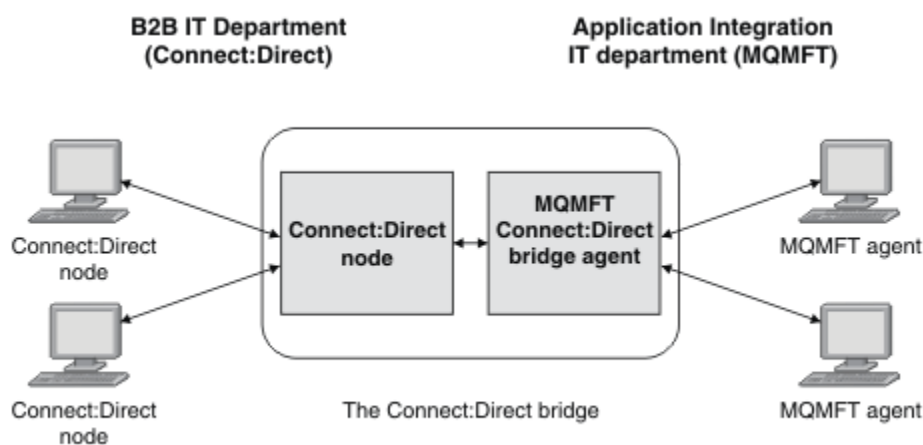 B2B IT Department
(Connect:Direct)
Application Integration
IT department (MQMFT)
Connect:Direct
node
Connect:Direct
node
Connect:Direct
node
MQMFT
Connect:Direct
bridge agent
MQMFT agent
MQMFT agent
The Connect:Direct bridge